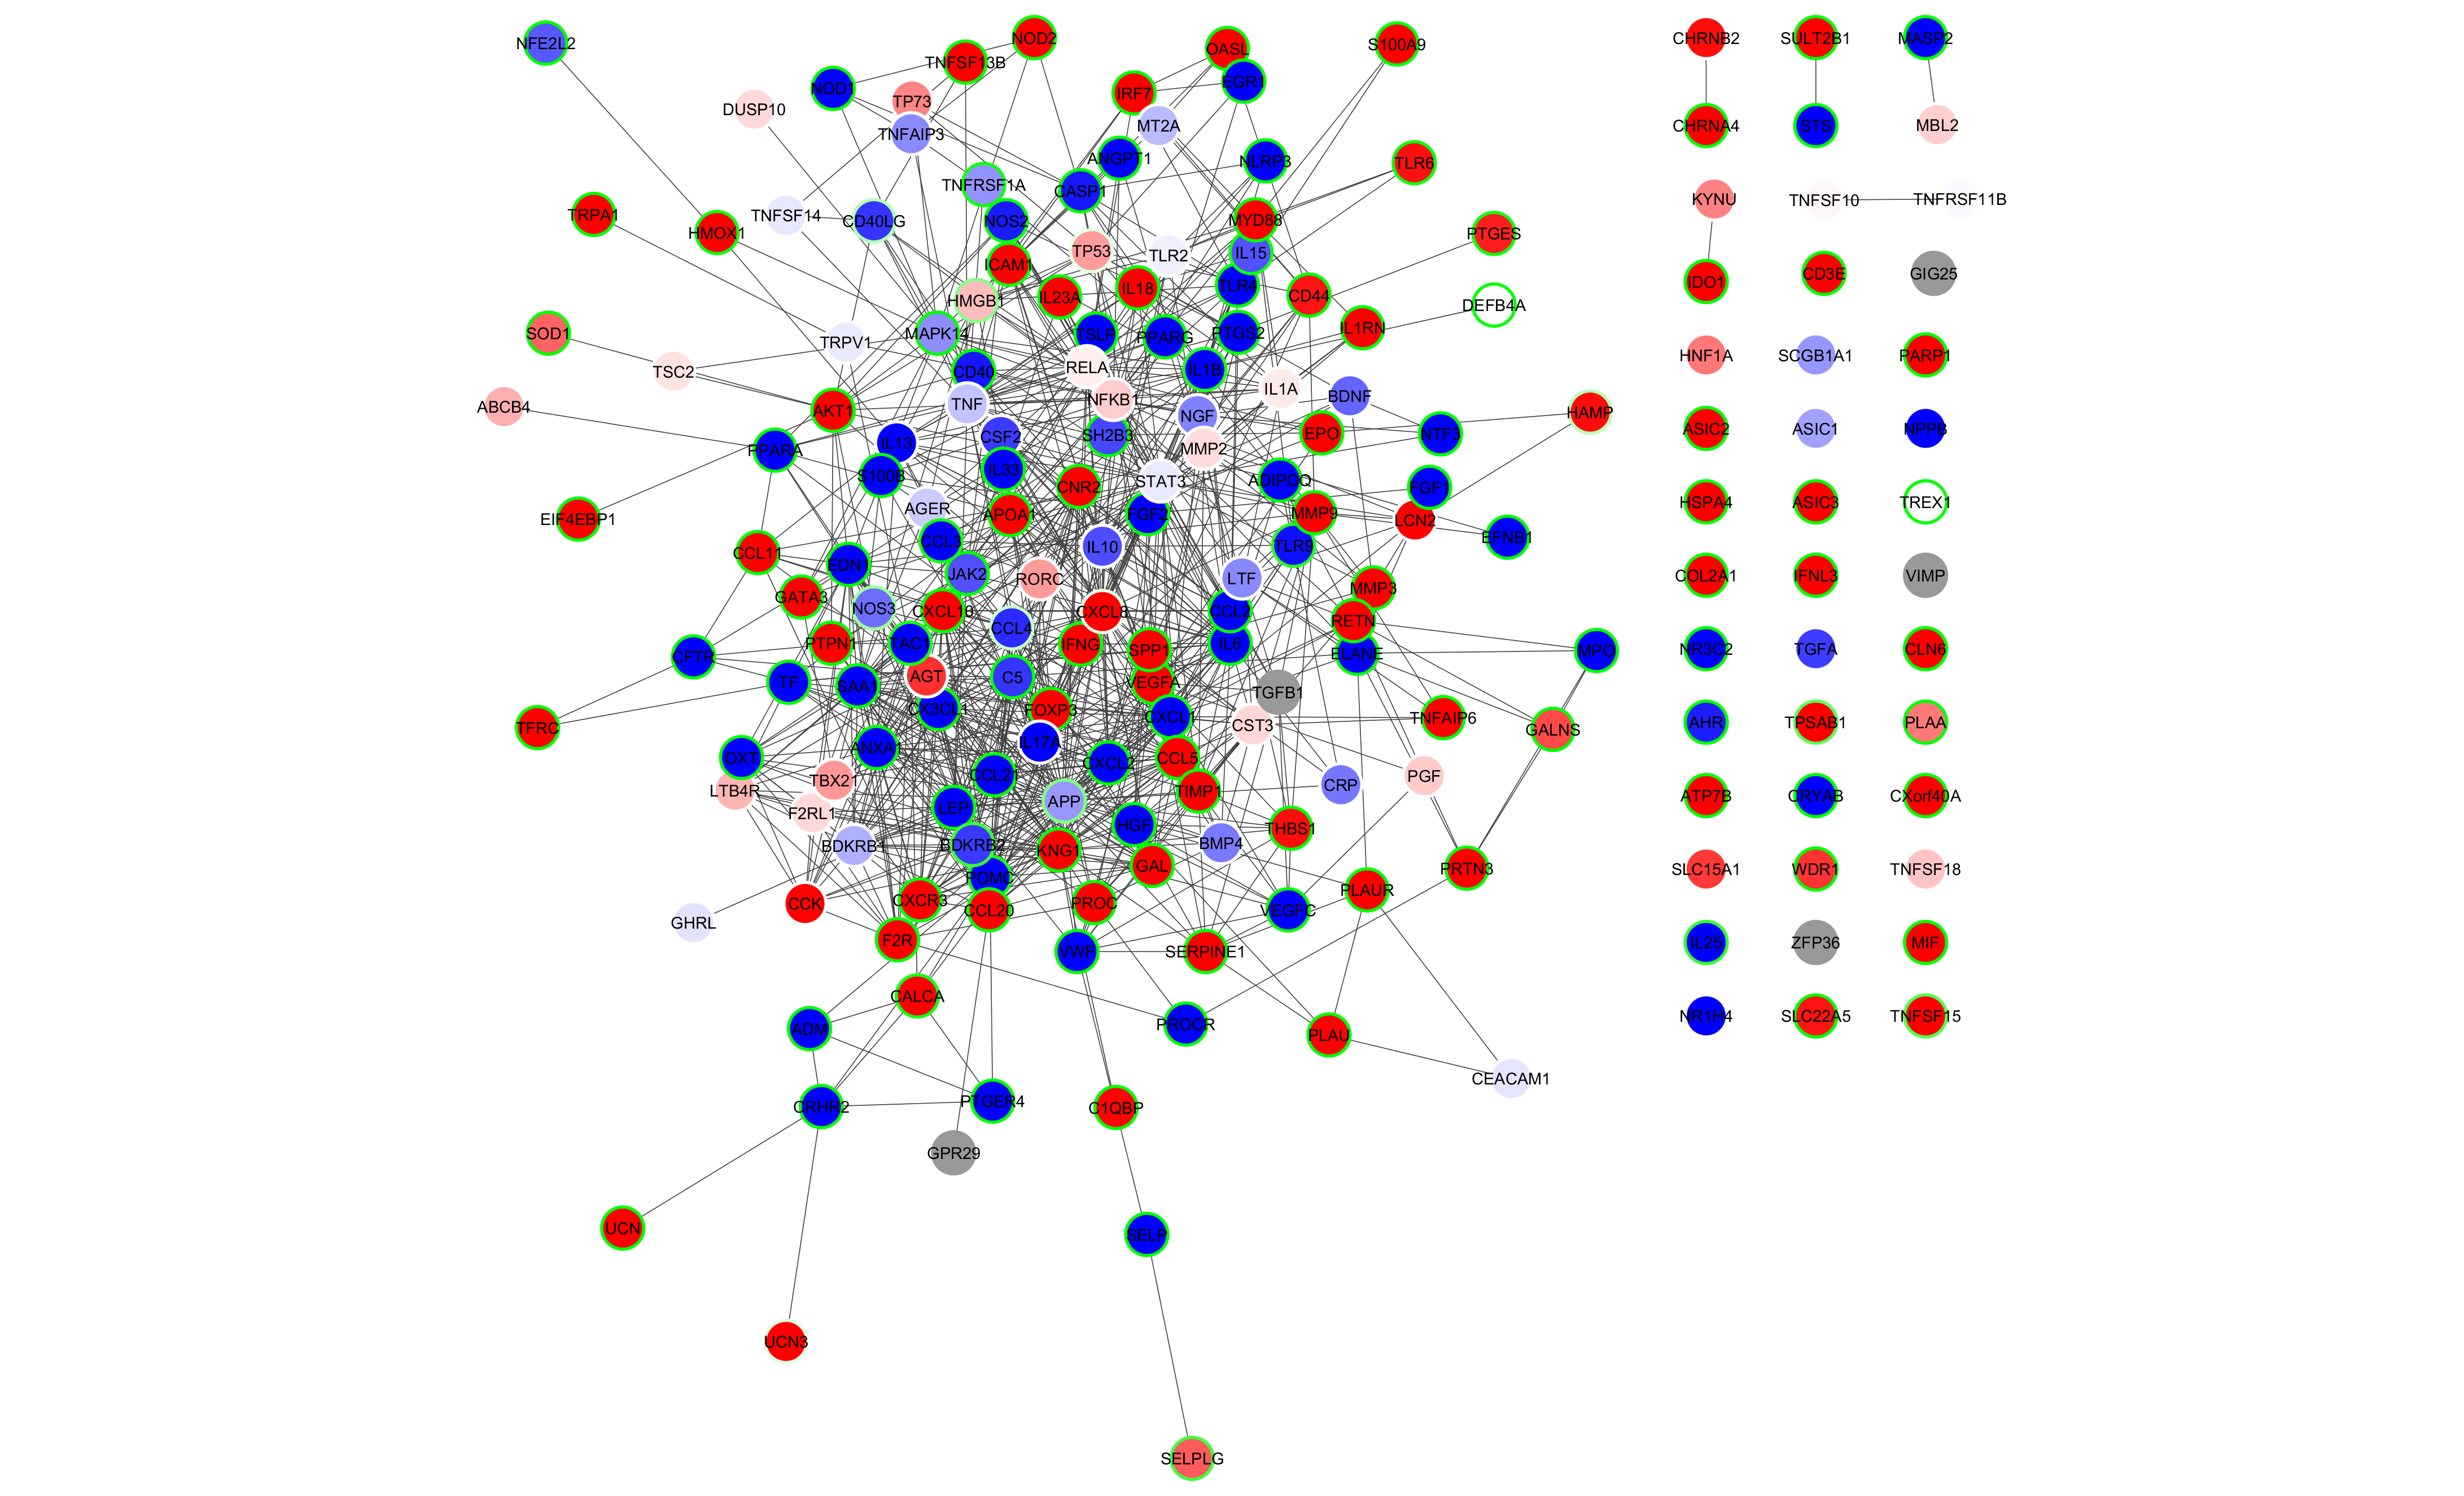 NFE2L2
NOD2
TNFSF13B
OASL
S100A9
EGR1
NOD1
TP73
IRF7
DUSP10
TNFAIP3
MT2A
ANGPT1
NLRP3
TLR6
TNFRSF1A
CASP1
TRPA1
TNFSF14
CD40LG
NOS2
MYD88
HMOX1
PTGES
TP53
TLR2
IL15
ICAM1
HMGB1
IL23A
IL18
TLR4
CD44
DEFB4A
SOD1
MAPK14
TSLP
PPARG
PTGS2
IL1RN
TRPV1
TSC2
CD40
RELA
IL1B
IL1A
BDNF
ABCB4
AKT1
TNF
NFKB1
NGF
HAMP
PPARA
IL13
CSF2
SH2B3
MMP2
EPO
NTF3
S100B
IL33
CNR2
STAT3
ADIPOQ
FGF1
EIF4EBP1
AGER
APOA1
FGF2
MMP9
LCN2
EFNB1
CCL11
CCL3
IL10
TLR9
EDN1
JAK2
RORC
LTF
MMP3
GATA3
NOS3
CXCL10
CXCL8
CCL2
RETN
CCL4
PTPN1
TAC1
IFNG
SPP1
IL6
ELANE
MPO
CFTR
TF
SAA1
AGT
C5
VEGFA
TGFB1
CX3CL1
FOXP3
CXCL1
CST3
TNFAIP6
GALNS
TFRC
OXT
ANXA1
IL17A
CCL5
LTB4R
TBX21
CCL21
CXCL2
TIMP1
CRP
PGF
F2RL1
LEP
APP
HGF
THBS1
BDKRB1
BDKRB2
KNG1
GAL
BMP4
POMC
PRTN3
CCK
CXCR3
CCL20
PROC
PLAUR
GHRL
F2R
VWF
SERPINE1
VEGFC
CALCA
ADM
PROCR
PLAU
CEACAM1
CRHR2
PTGER4
C1QBP
GPR29
UCN
SELP
UCN3
SELPLG
CHRNB2
SULT2B1
MASP2
CHRNA4
STS
MBL2
KYNU
TNFSF10
TNFRSF11B
IDO1
CD3E
GIG25
HNF1A
SCGB1A1
PARP1
ASIC2
ASIC1
NPPB
HSPA4
ASIC3
TREX1
COL2A1
IFNL3
VIMP
NR3C2
TGFA
CLN6
AHR
TPSAB1
PLAA
ATP7B
CRYAB
CXorf40A
SLC15A1
WDR1
TNFSF18
IL25
ZFP36
MIF
NR1H4
SLC22A5
TNFSF15